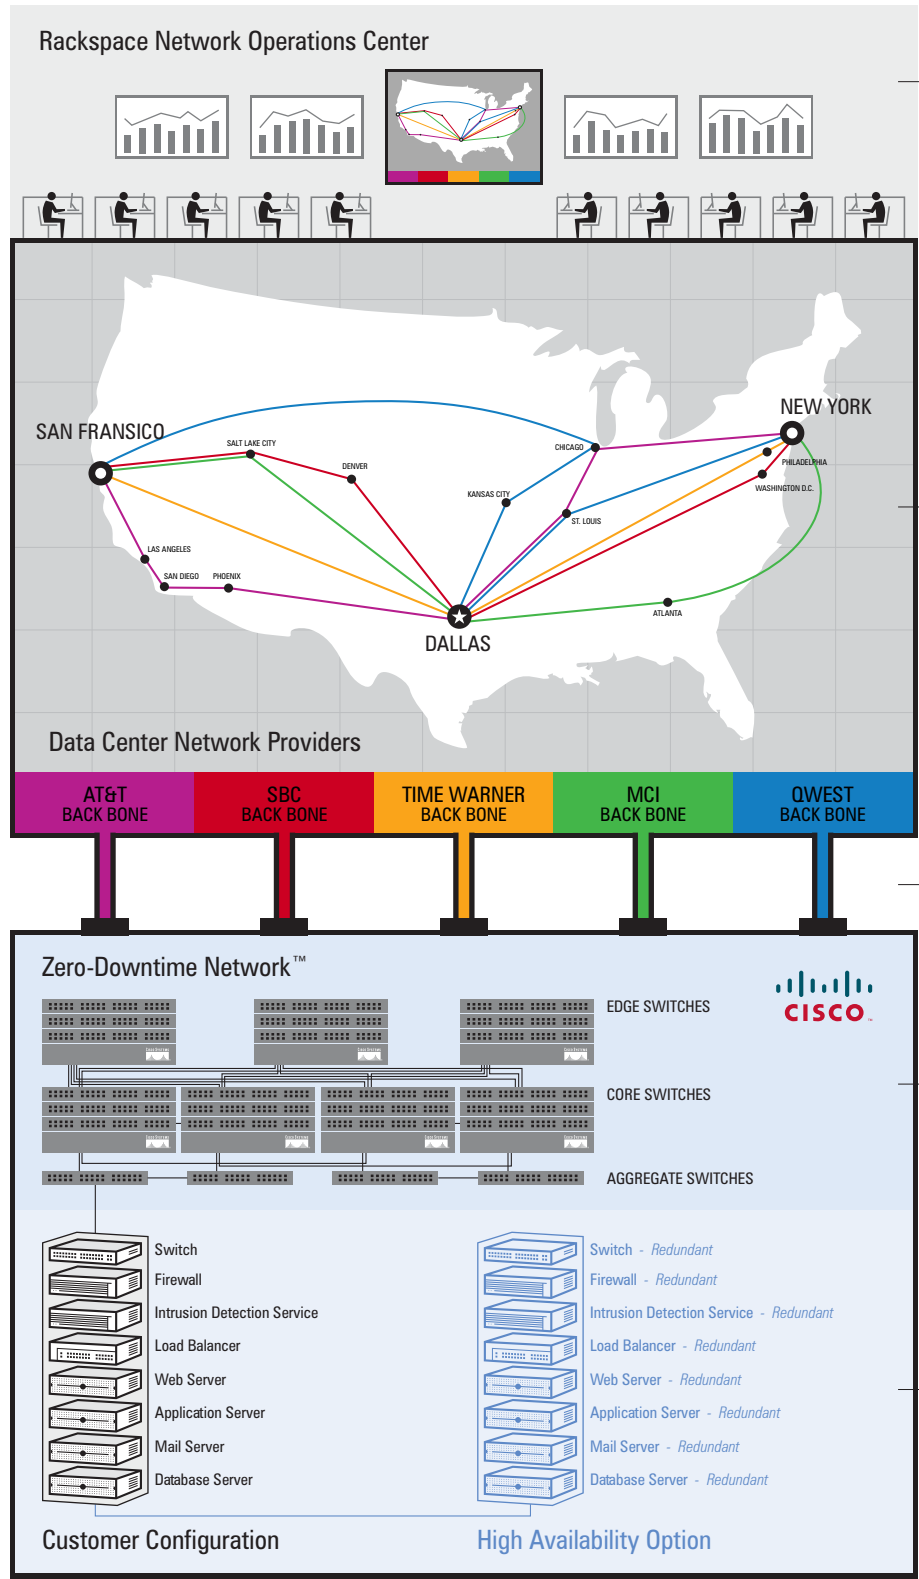 Rackspace Network Operations Center
SAN FRANSICO
NEW YORK
SALT LAKE CITY
DENVER
CHICAGO
PHILADELPHIA
KANSAS CITY
WASHINGTON D.C.
ST. LOUIS
LAS ANGELES
SAN DIEGO
PHOENIX
ATLANTA
DALLAS
Data Center Network Providers
AT&T
BACK BONE
SBC
BACK BONE
TIME WARNER
BACK BONE
MCI
BACK BONE
QWEST
BACK BONE
Zero-Downtime Network™
CISCO™
EDGE SWITCHES
CORE SWITCHES
AGGREGATE SWITCHES
Switch
Firewall
Intrusion Detection Service
Load Balancer
Web Server
Application Server
Mail Server
Database Server
Customer Configuration
Switch - Redundant
Firewall - Redundant
Intrusion Detection Service - Redundant
Load Balancer - Redundant
Web Server - Redundant
Application Server - Redundant
Mail Server - Redundant
Database Server - Redundant
High Availability Option